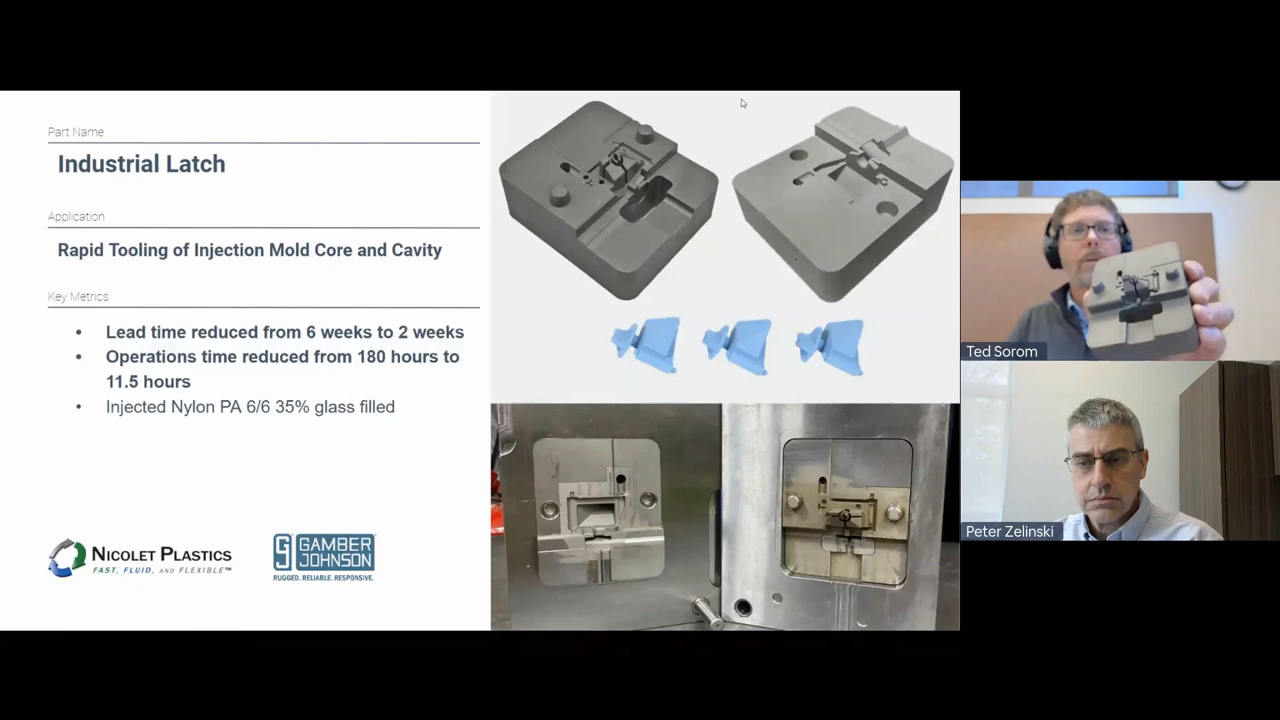 Part Name
Industrial Latch
Application
Rapid Tooling of Injection Mold Core and Cavity
Key Metrics
• Lead time reduced from 6 weeks to 2 weeks
• Operations time reduced from 180 hours to
11.5 hours
• Injected Nylon PA 6/6 35% glass filled
NICOLET PLASTICS
FAST, FLUID, AND FLEXIBLE™
GJ GAMBER
JOHNSON
RUGGED. RELIABLE. RESPONSIVE.
Ted Sorom
Peter Zelinski